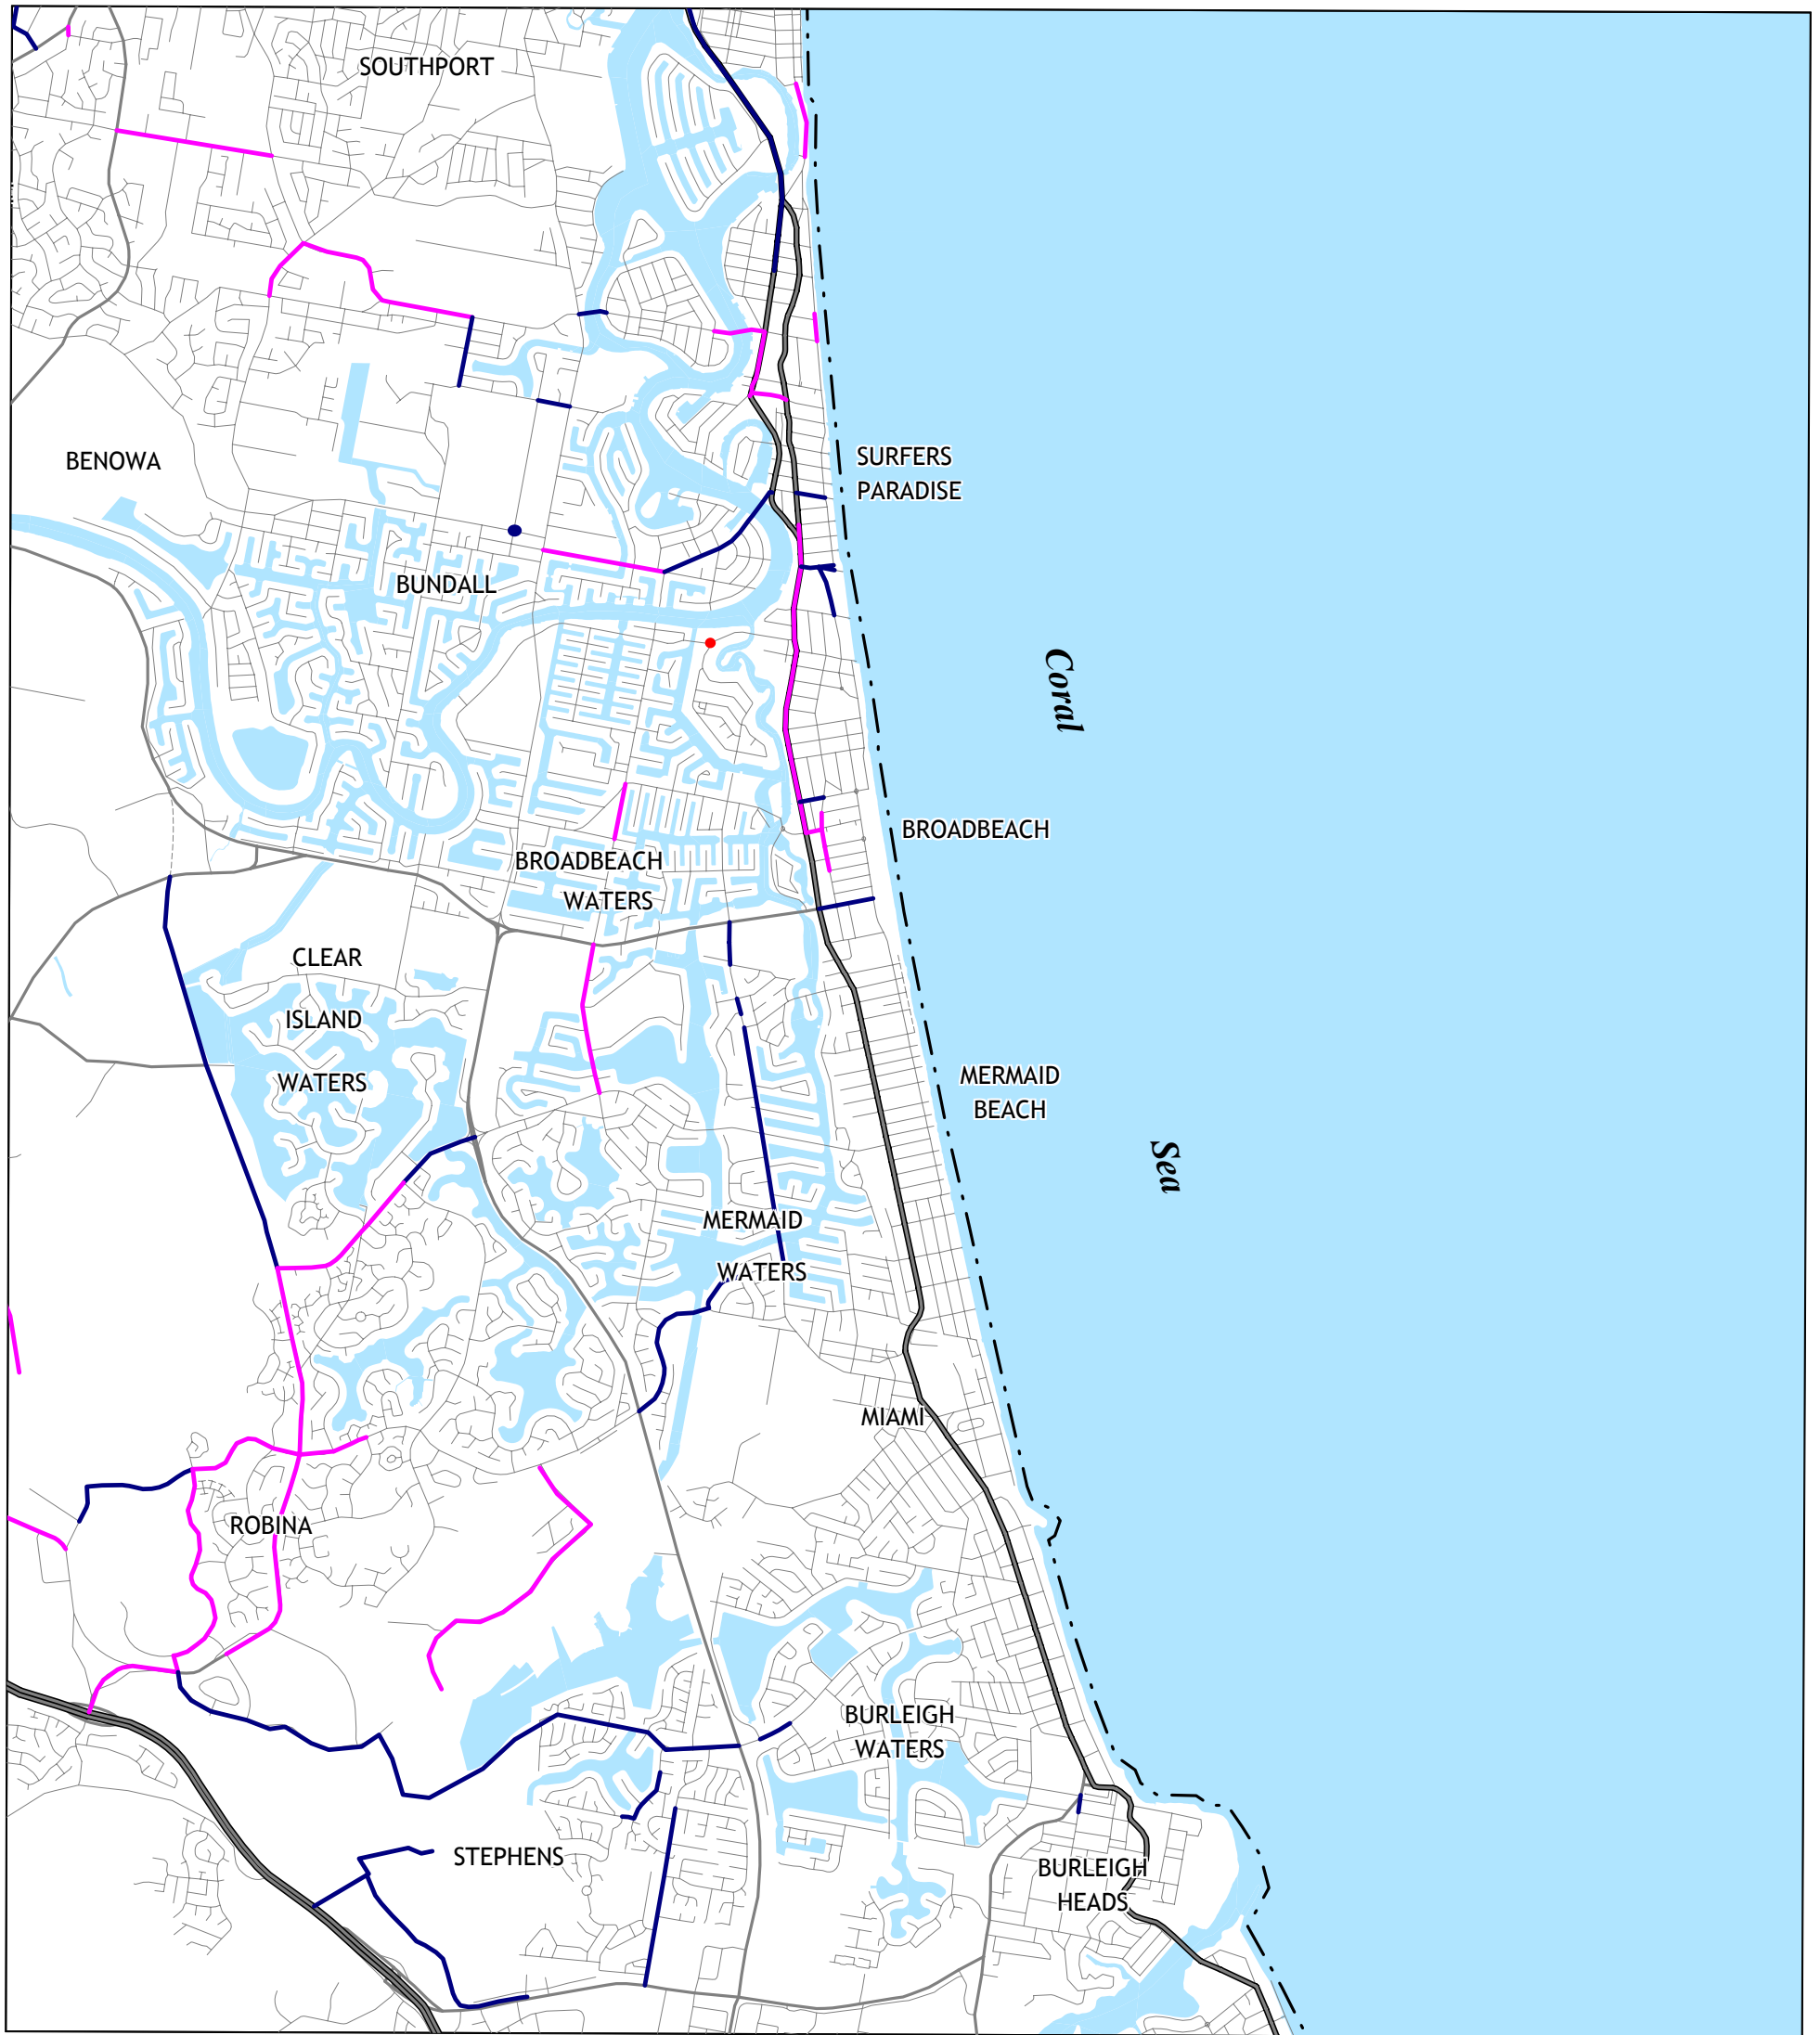 SOUTHPORT
BENOWA
SURFERS
PARADISE
BUNDALL
Coral
BROADBEACH
BROADBEACH
WATERS
CLEAR
ISLAND
WATERS
MERMAID
BEACH
Sea
MERMAID
WATERS
MIAMI
ROBINA
BURLEIGH
WATERS
STEPHENS
BURLEIGH
HEADS